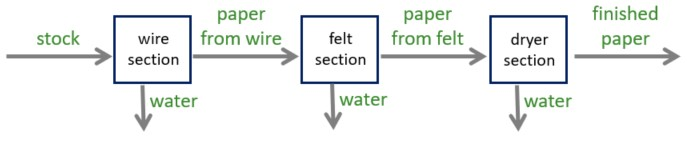 stock
wire
section
paper
from wire
felt
section
paper
from felt
dryer
section
finished
paper
water
water
water